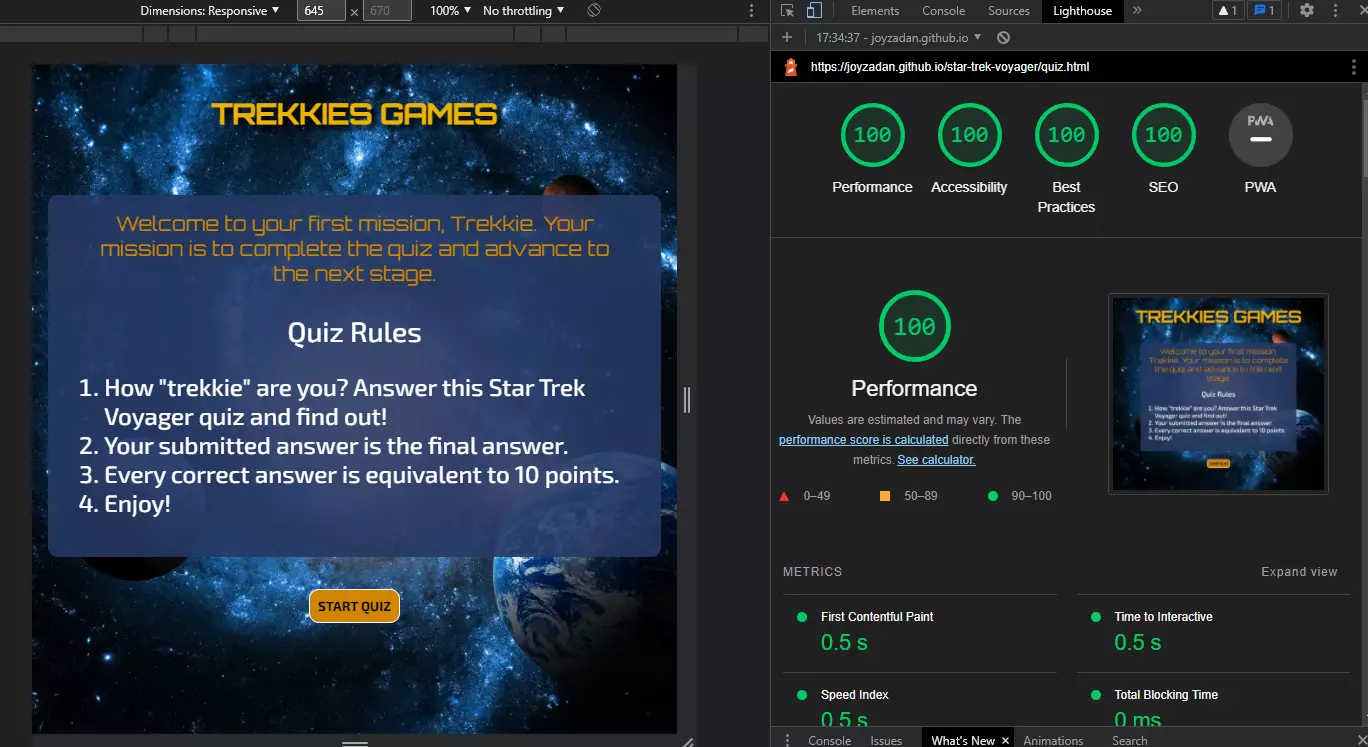 Dimensions: Responsive 645 × 670 100% No throttling
TREKKIES GAMES
Welcome to your first mission, Trekkie. Your
mission is to complete the quiz and advance to
the next stage.
Quiz Rules
1. How "trekkie" are you? Answer this Star Trek
Voyager quiz and find out!
2. Your submitted answer is the final answer.
3. Every correct answer is equivalent to 10 points.
4. Enjoy!
START QUIZ
Elements Console Sources Lighthouse 1 1
17:34:37 - joyzadan.github.io
https://joyzadan.github.io/star-trek-voyager/quiz.html
100 100 100 100 PWA
Performance Accessibility Best SEO PWA
Practices
100
Performance
Values are estimated and may vary. The
performance score is calculated directly from these
metrics. See calculator.
0–49 50–89 90–100
TREKKIES GAMES
Welcome to your first mission,
Trekkie. Your mission is to complete
the quiz and advance to the next
stage.
Quiz Rules
1. How "trekkie" are you? Answer this Star Trek
Voyager quiz and find out!
2. Your submitted answer is the final answer.
3. Every correct answer is equivalent to 10 points.
4. Enjoy!
START QUIZ
METRICS Expand view
First Contentful Paint Time to Interactive
0.5 s 0.5 s
Speed Index Total Blocking Time
0.5 s 0 ms
Console Issues What's New Animations Search